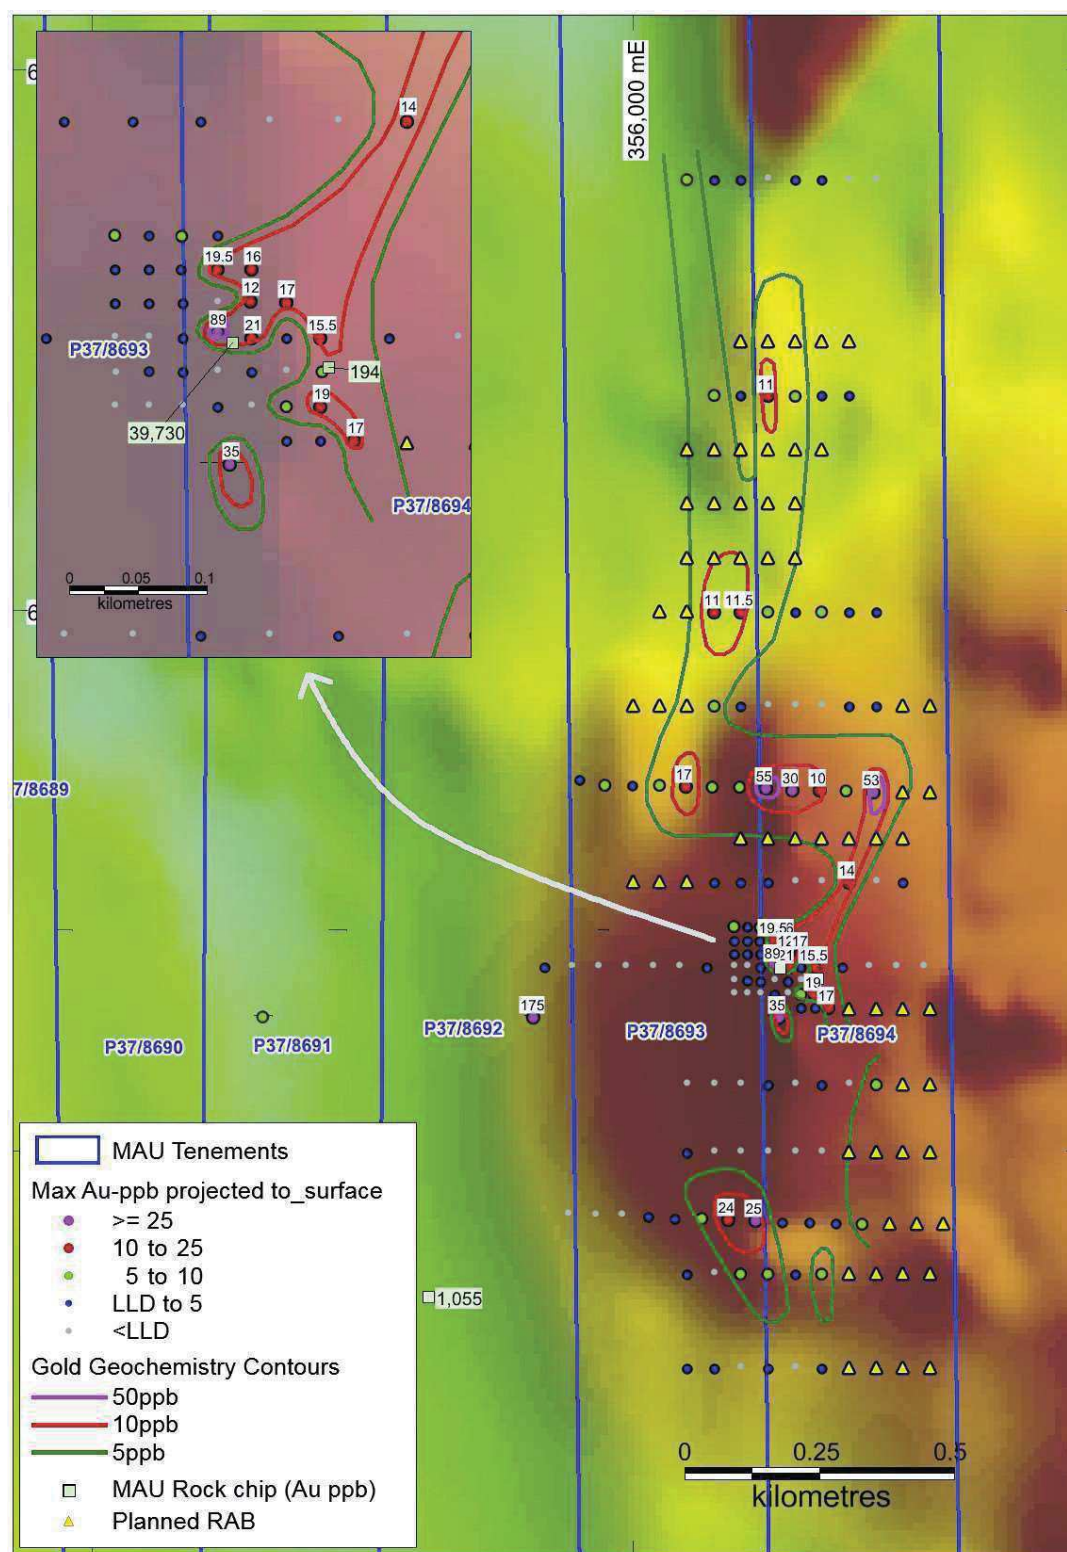 6
356,000 mE
14
19.5
16
12
17
89
21
15.5
P37/8693
194
39,730
19
17
35
P37/8694
0 0.05 0.1
kilometres
6
11
11 11.5
17
55
30
10
53
7/8689
14
19.5
17
89
21
15.5
19
17
35
175
P37/8690
P37/8691
P37/8692
P37/8693
P37/8694
24
25
1,055
MAU Tenements
Max Au-ppb projected to_surface
>= 25
10 to 25
5 to 10
LLD to 5
<LLD
Gold Geochemistry Contours
50ppb
10ppb
5ppb
MAU Rock chip (Au ppb)
Planned RAB
0 0.25 0.5
kilometres